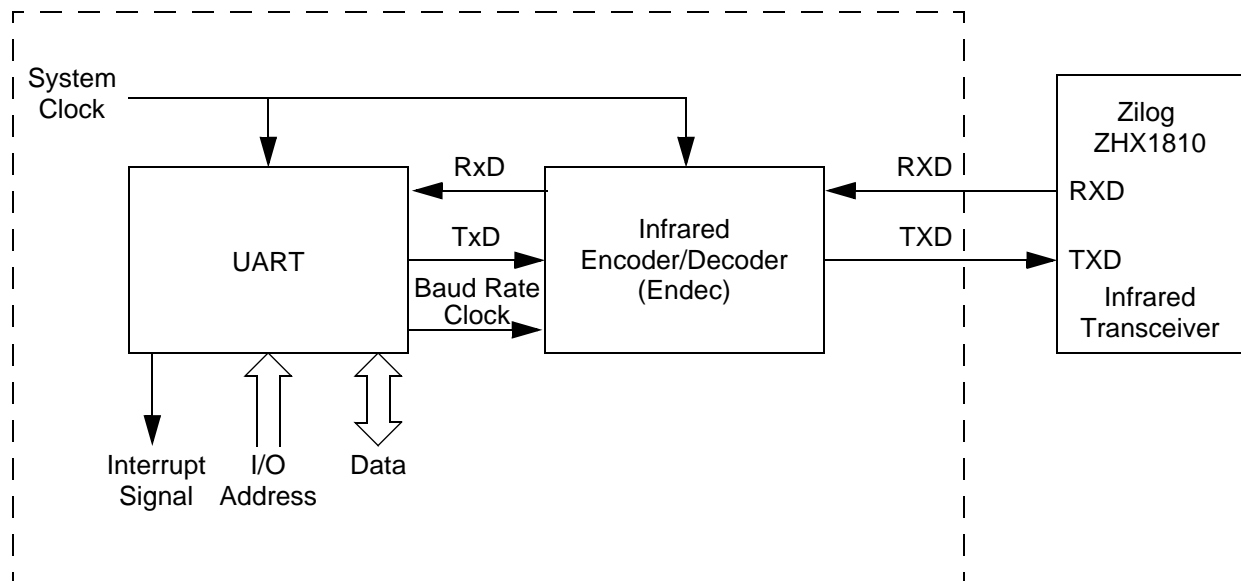 System
Clock
Zilog
ZHX1810
RxD
RXD
RXD
UART
TxD
Infrared
Encoder/Decoder
(Endec)
TXD
TXD
Baud Rate
Clock
Infrared
Transceiver
Interrupt
Signal
I/O
Address
Data